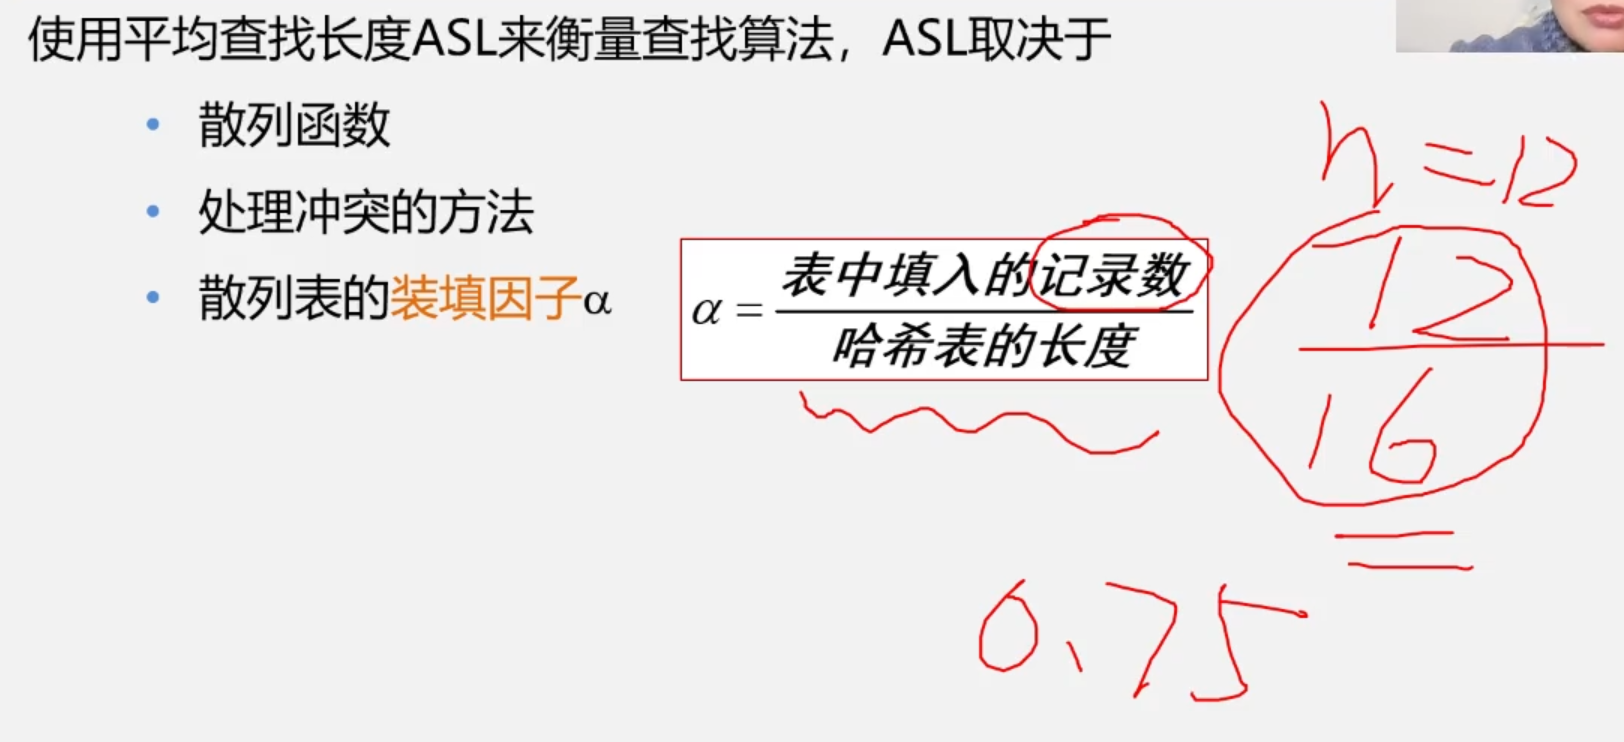 使用平均查找长度ASL来衡量查找算法，ASL取决于
• 散列函数
• 处理冲突的方法
• 散列表的装填因子α
α = 表中填入的记录数
哈希表的长度
n=12
12
16
=
0.75